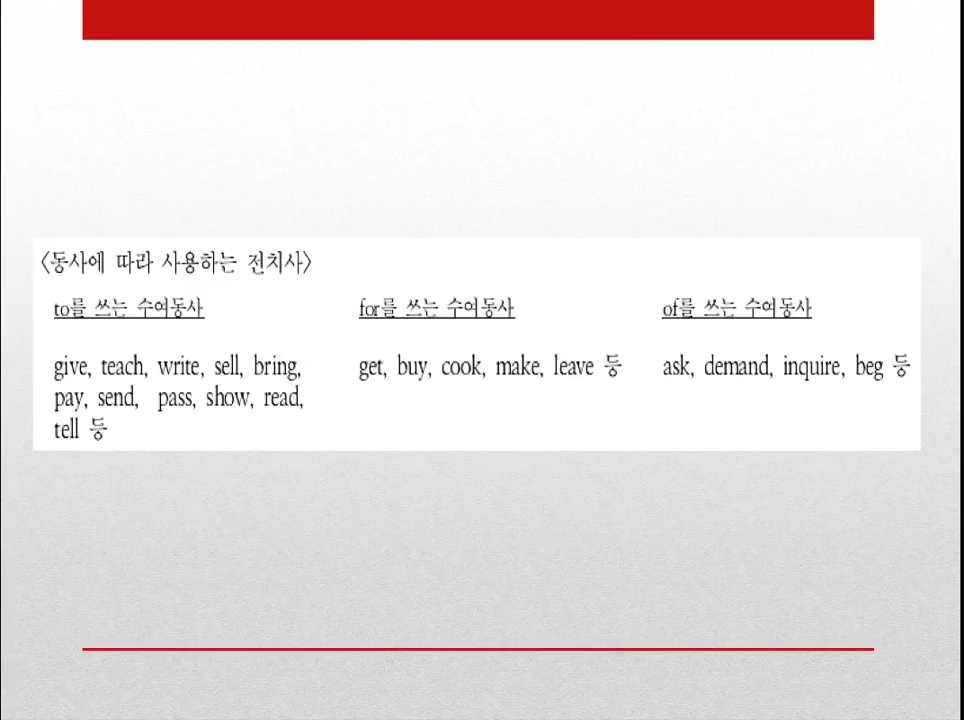 〈동사에 따라 사용하는 전치사〉
to를 쓰는 수여동사
give, teach, write, sell, bring,
pay, send, pass, show, read,
tell 등
for를 쓰는 수여동사
get, buy, cook, make, leave 등
of를 쓰는 수여동사
ask, demand, inquire, beg 등